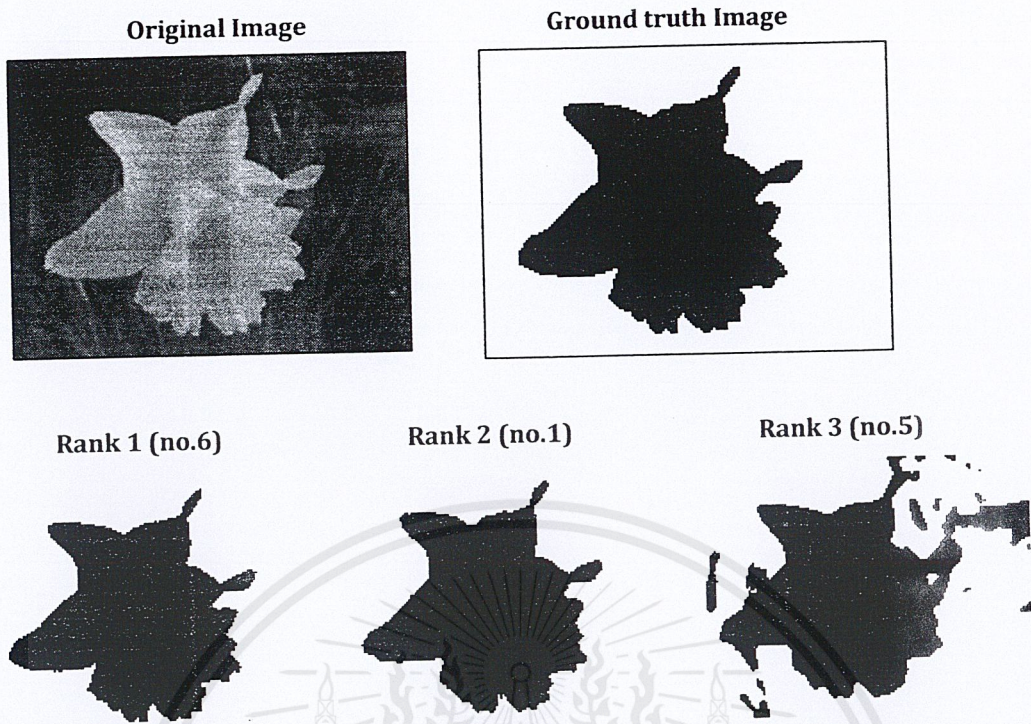 Original Image
Ground truth Image
Rank 1 (no.6)
Rank 2 (no.1)
Rank 3 (no.5)